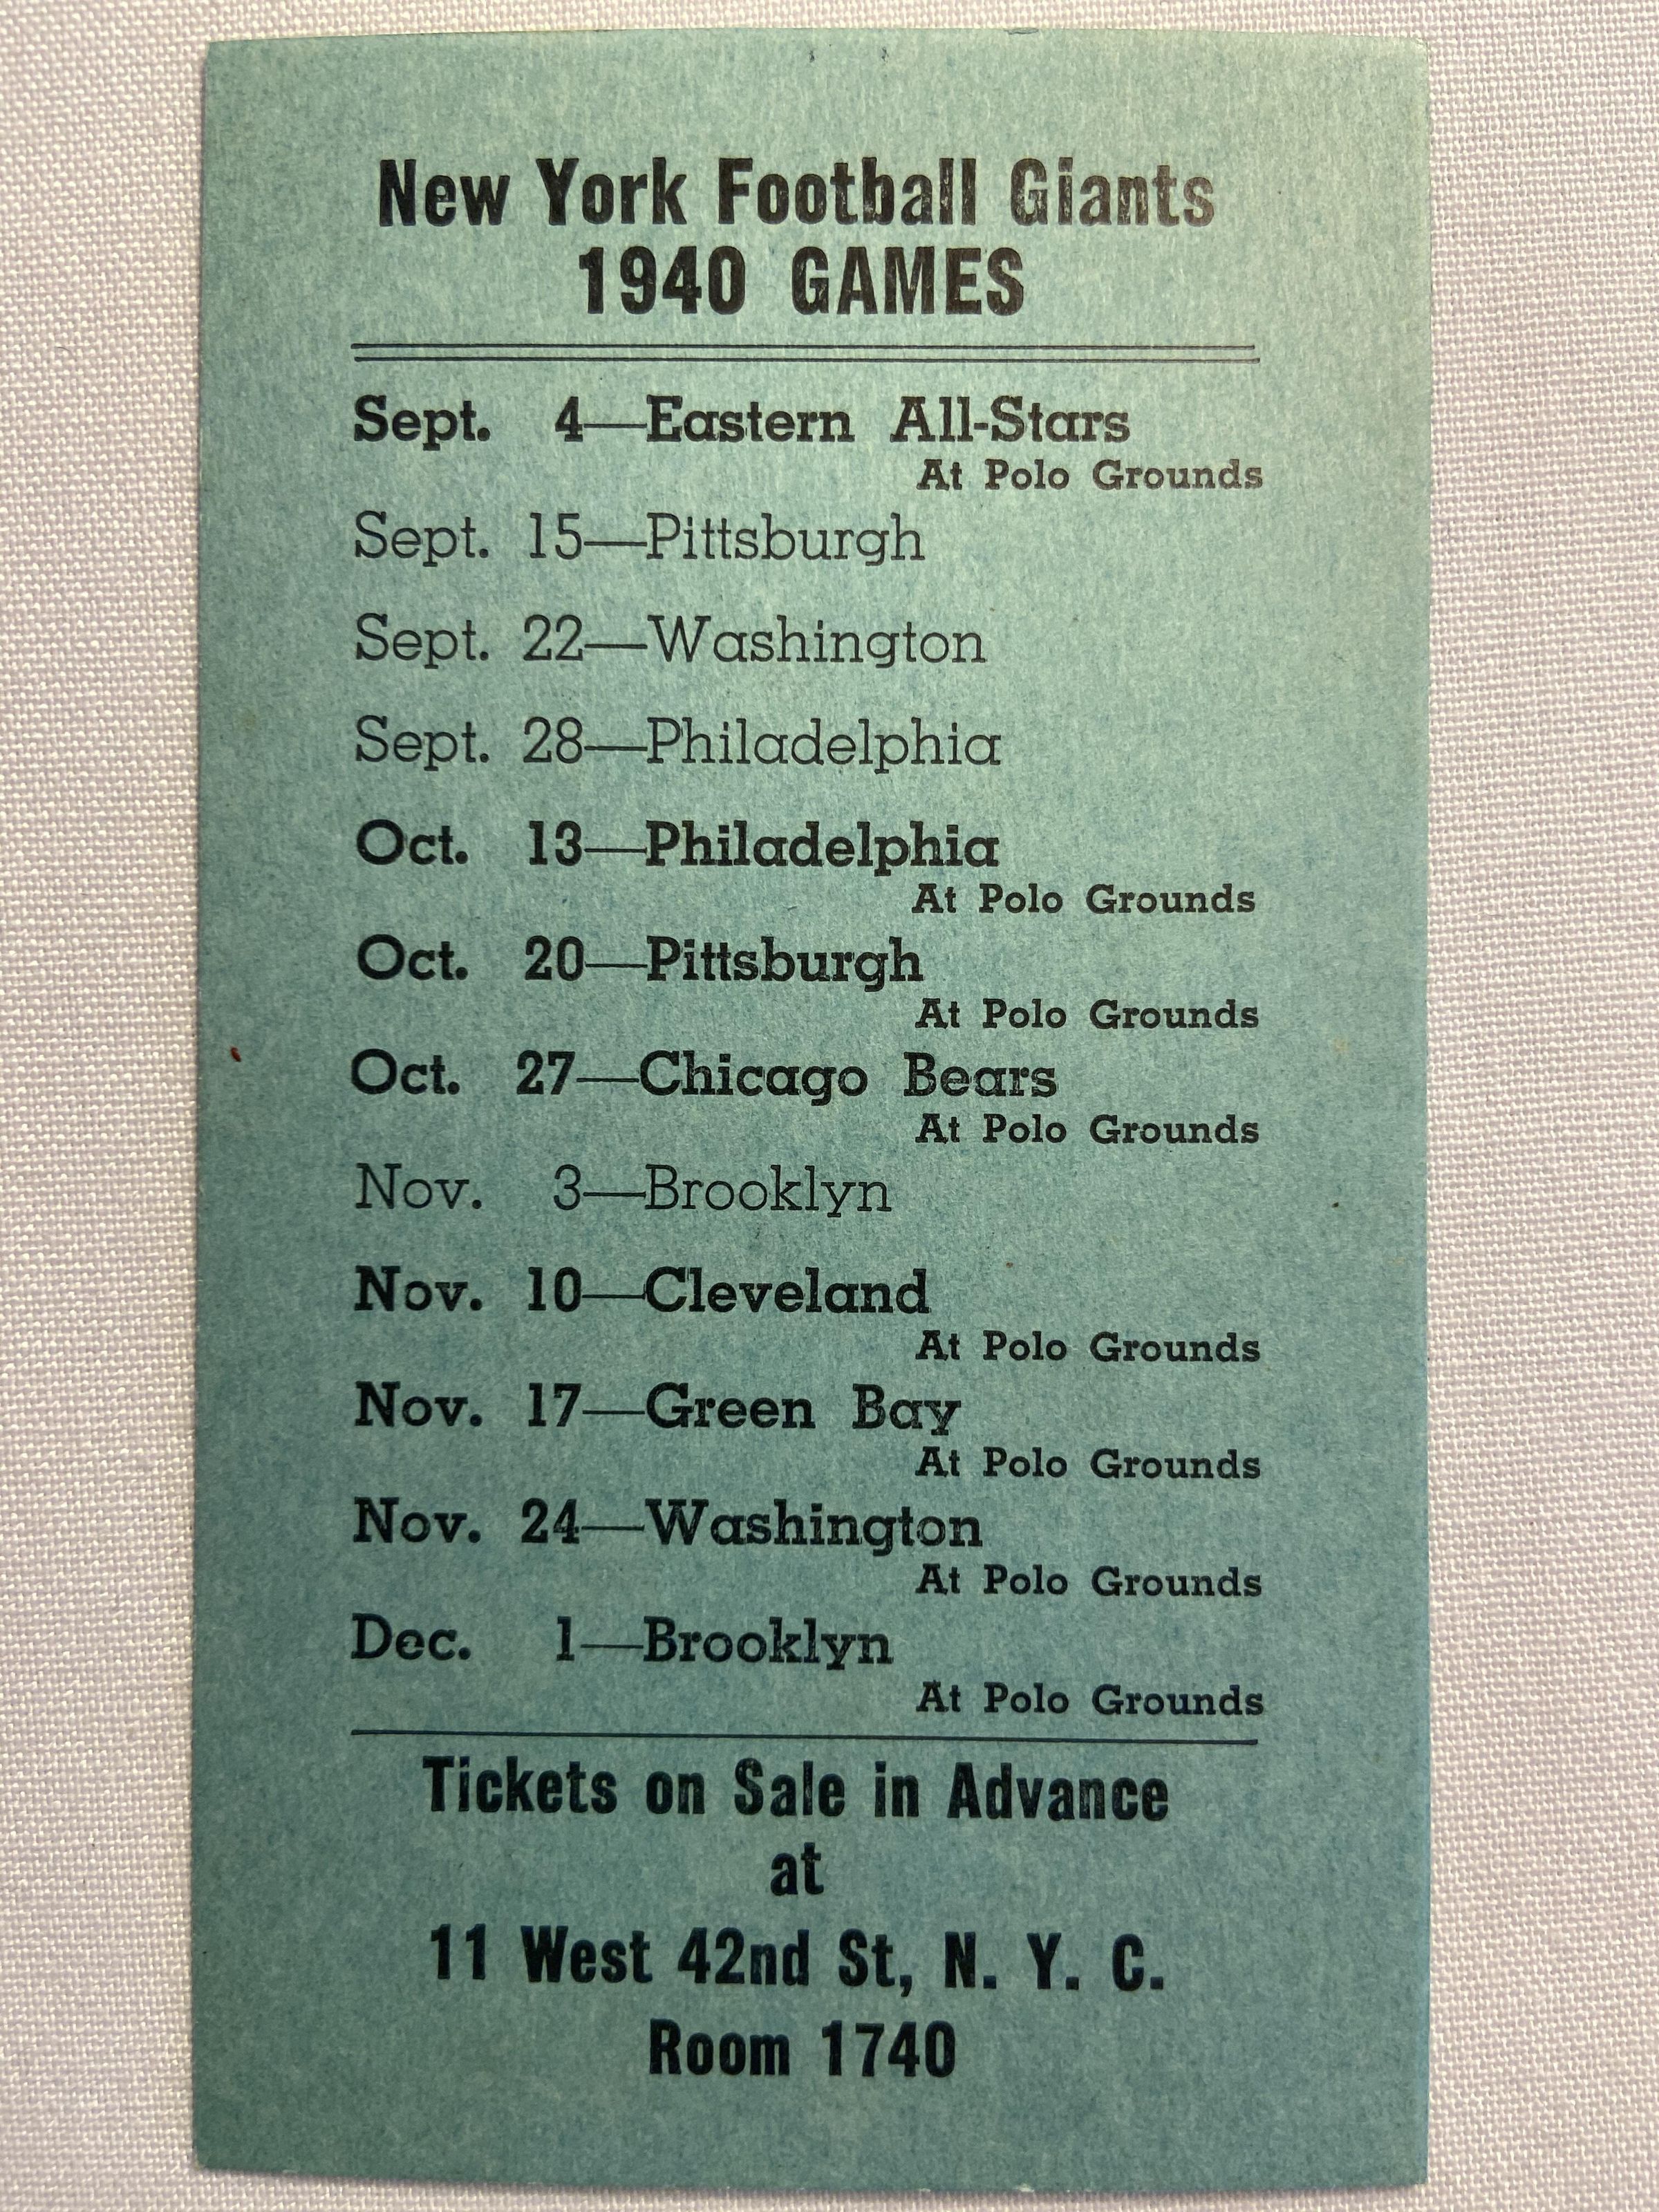 New York Football Giants
1940 GAMES
Sept. 4—Eastern All-Stars
At Polo Grounds
Sept. 15—Pittsburgh
Sept. 22—Washington
Sept. 28—Philadelphia
Oct. 13—Philadelphia
At Polo Grounds
Oct. 20—Pittsburgh
At Polo Grounds
Oct. 27—Chicago Bears
At Polo Grounds
Nov. 3—Brooklyn
Nov. 10—Cleveland
At Polo Grounds
Nov. 17—Green Bay
At Polo Grounds
Nov. 24—Washington
At Polo Grounds
Dec. 1—Brooklyn
At Polo Grounds
Tickets on Sale in Advance
at
11 West 42nd St, N. Y. C.
Room 1740